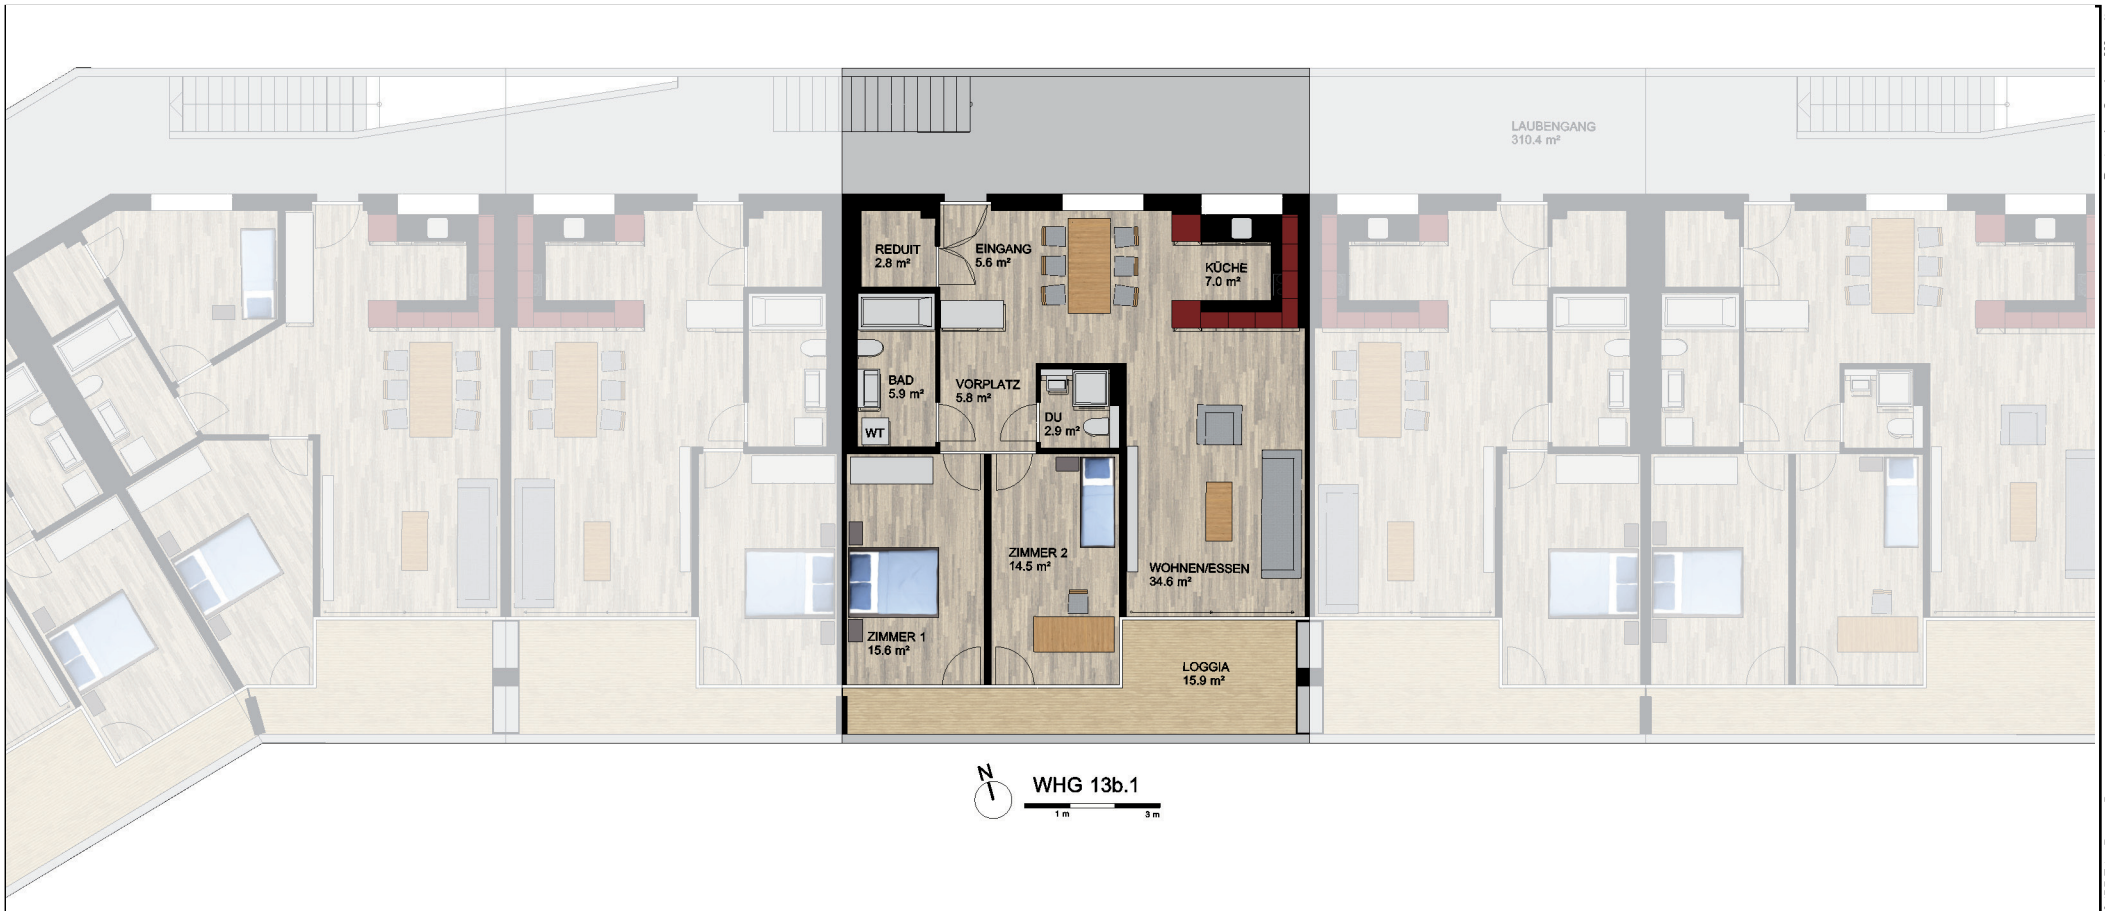 LAUBENGANG
310.4 m²
REDUIT
2.8 m²
EINGANG
5.6 m²
KÜCHE
7.0 m²
BAD
5.9 m²
VORPLATZ
5.8 m²
DU
2.9 m²
WT
ZIMMER 2
14.5 m²
WOHNEN/ESSEN
34.6 m²
ZIMMER 1
15.6 m²
LOGGIA
15.9 m²
N
WHG 13b.1
1 m
3 m